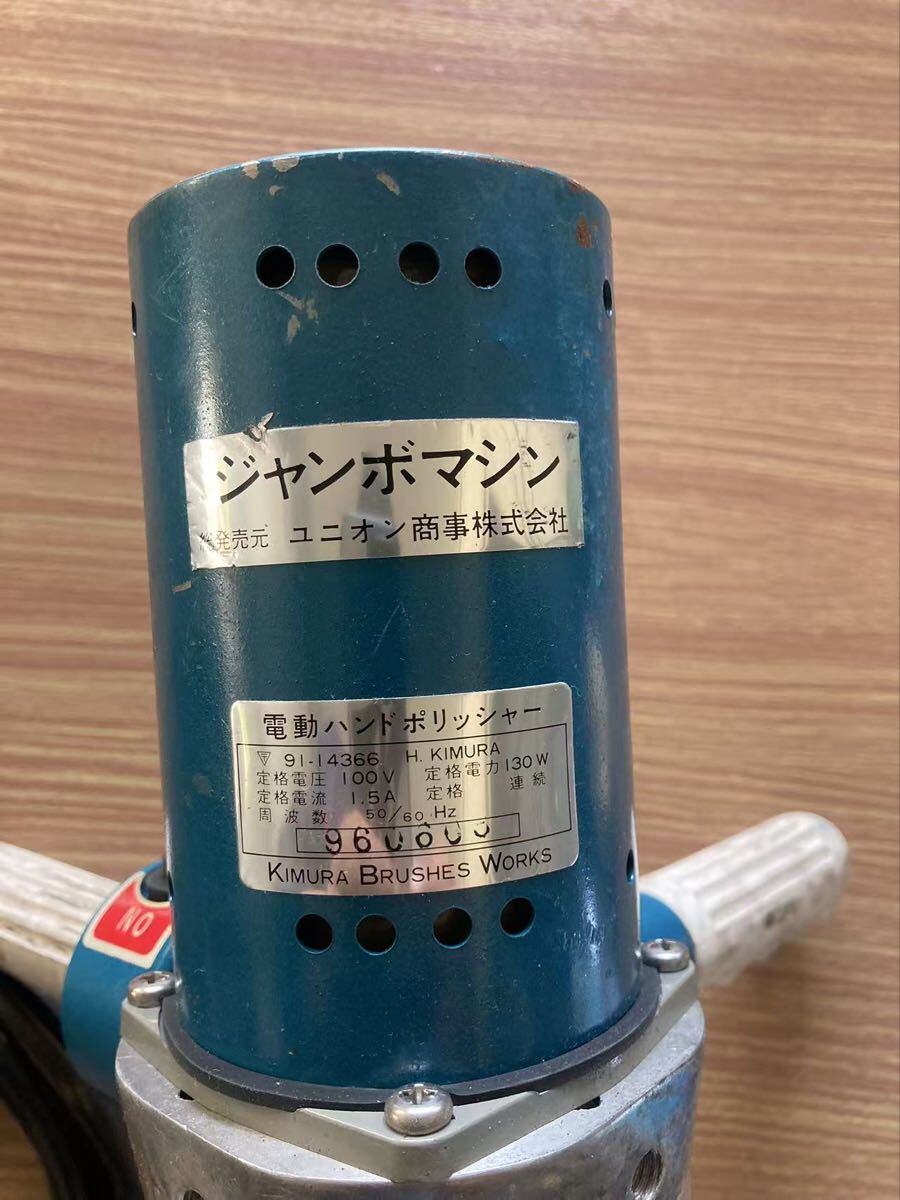 ジャンボマシン
発売元 ユニオン商事株式会社
電動ハンドポリッシャー
91-14366 H. KIMURA
定格電圧 100V 定格電力 130W
定格電流 1.5A 定格 連続
周波数 50/60 Hz
KIMURA BRUSHES WORKS
NO